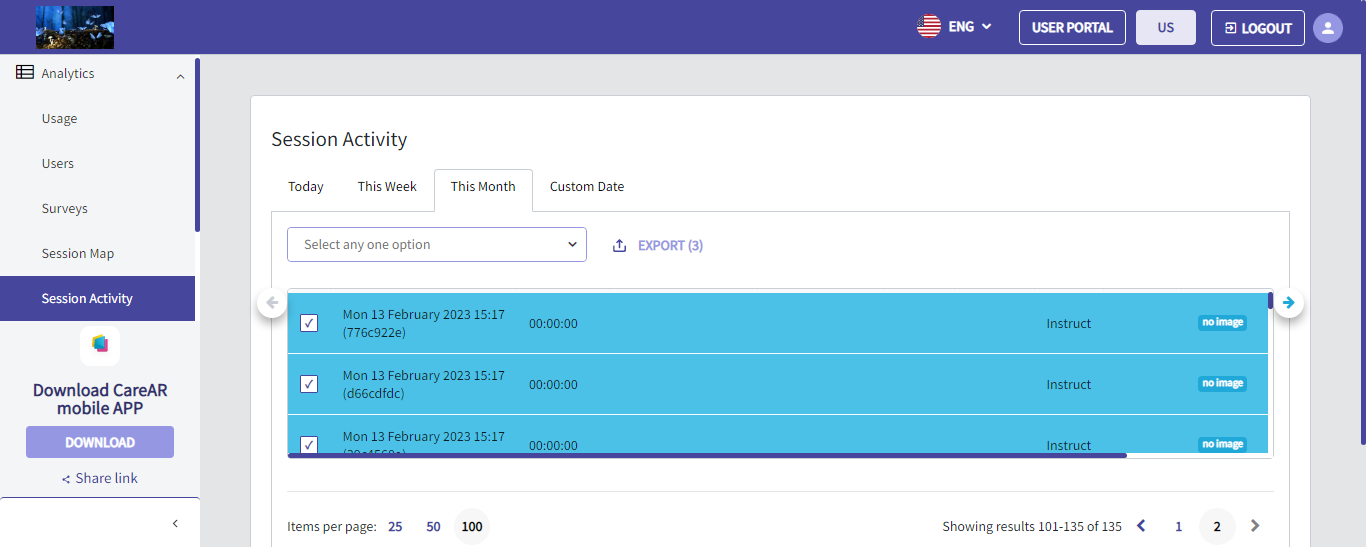 ENG
USER PORTAL
US
LOGOUT
Analytics
Usage
Users
Surveys
Session Map
Session Activity
Download CareAR
mobile APP
DOWNLOAD
Share link
Session Activity
Today This Week This Month Custom Date
Select any one option
EXPORT (3)
Mon 13 February 2023 15:17
(776c922e)
00:00:00
Instruct
no image
Mon 13 February 2023 15:17
(d66cdfdc)
00:00:00
Instruct
no image
Mon 13 February 2023 15:17
00:00:00
Instruct
no image
Items per page: 25 50 100
Showing results 101-135 of 135 1 2